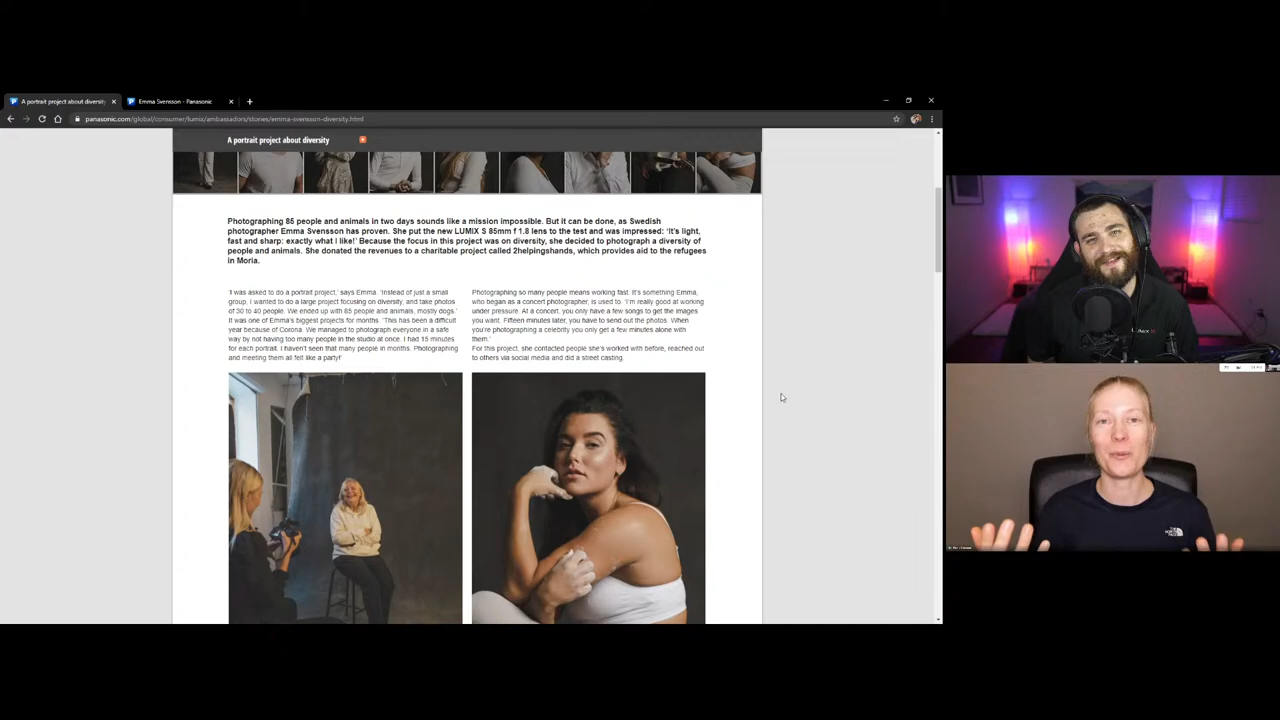 A portrait project about diversity
Emma Svensson - Panasonic
panasonic.com/global/consumer/lumix/ambassadors/stories/emma-svensson-diversity.html
A portrait project about diversity
Photographing 85 people and animals in two days sounds like a mission impossible. But it can be done, as Swedish
photographer Emma Svensson has proven. She put the new LUMIX S 85mm f 1.8 lens to the test and was impressed: ‘It’s light,
fast and sharp: exactly what I like!’ Because the focus in this project was on diversity, she decided to photograph a diversity of
people and animals. She donated the revenues to a charitable project called 2helpingshands, which provides aid to the refugees
in Moria.
‘I was asked to do a portrait project,’ says Emma. ‘Instead of just a small
group, I wanted to do a large project focusing on diversity, and take photos
of 30 to 40 people. We ended up with 85 people and animals, mostly dogs.’
It was one of Emma’s biggest projects for months. ‘This has been a difficult
year because of Corona. We managed to photograph everyone in a safe
way by not having too many people in the studio at once. I had 15 minutes
for each portrait. I haven’t seen that many people in months. Photographing
and meeting them all felt like a party!’
Photographing so many people means working fast. It’s something Emma,
who began as a concert photographer, is used to. ‘I’m really good at working
under pressure. At a concert, you only have a few songs to get the images
you want. Fifteen minutes later, you have to send out the photos. When
you’re photographing a celebrity you only get a few minutes alone with
them.’
For this project, she contacted people she’s worked with before, reached out
to others via social media and did a street casting.
THE
NORTH
FACE